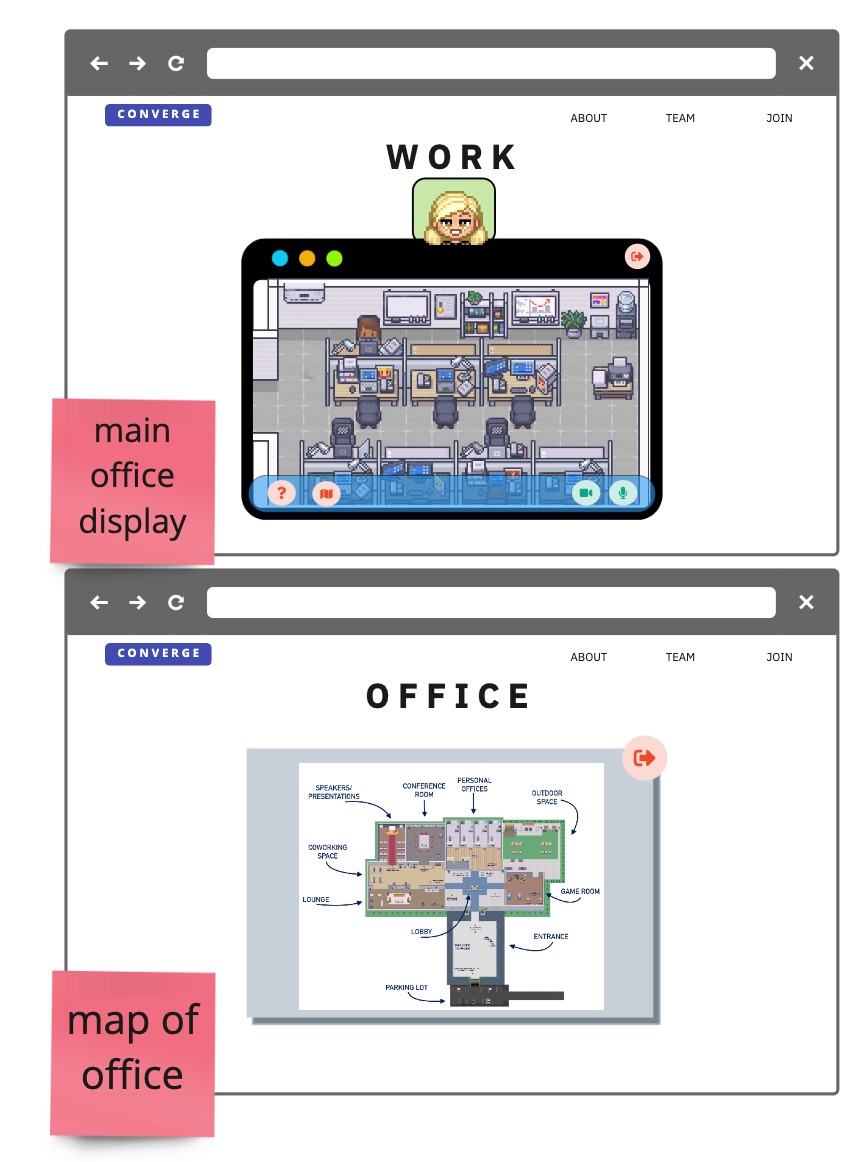 CONVERGE
ABOUT
TEAM
JOIN
WORK
?
main
office
display
CONVERGE
ABOUT
TEAM
JOIN
OFFICE
SPEAKERS/
PRESENTATIONS
CONFERENCE
ROOM
PERSONAL
OFFICES
OUTDOOR
SPACE
COWORKING
SPACE
LOUNGE
GAME ROOM
LOBBY
ENTRANCE
PARKING LOT
map of
office